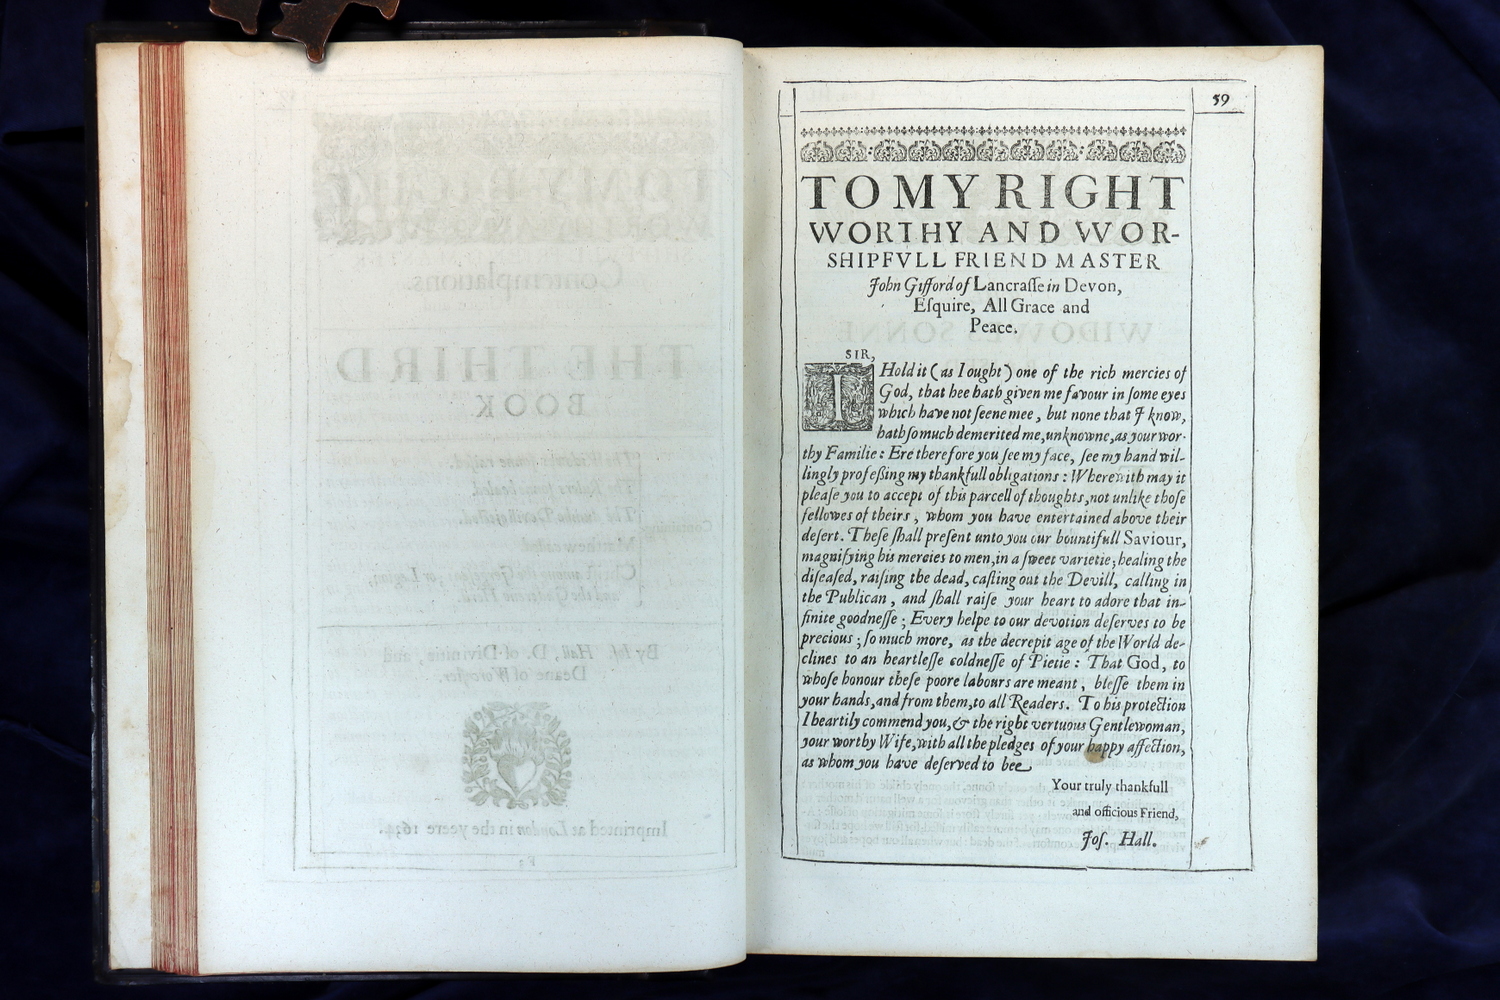 59
TO MY RIGHT
WORTHY AND WOR-
SHIPFVLL FRIEND MASTER
John Gifford of Lancraſſe in Devon,
Eſquire, All Grace and
Peace.
SIR,
I Hold it (as I ought) one of the rich mercies of
God, that hee hath given me favour in ſome eyes
which have not ſeene mee, but none that I know,
hath ſo much demerited me, unknowne, as your wor-
thy Familie: Ere therefore you ſee my face, ſee my hand wil-
lingly profeßing my thankfull obligations: Wherewith may it
pleaſe you to accept of this parcell of thoughts, not unlike thoſe
fellowes of theirs, whom you have entertained above their
deſert. Theſe ſhall preſent unto you our bountifull Saviour,
magnifying his mercies to men, in a ſweet varietie; healing the
diſeaſed, raiſing the dead, caſting out the Devill, calling in
the Publican, and ſhall raiſe your heart to adore that in-
finite goodneſſe; Every helpe to our devotion deſerves to be
precious; ſo much more, as the decrepit age of the World de-
clines to an heartleſſe coldneſſe of Pietie: That God, to
whoſe honour theſe poore labours are meant, bleſſe them in
your hands, and from them, to all Readers. To his protection
I heartily commend you, & the right vertuous Gentlewoman,
your worthy Wife, with all the pledges of your happy affection,
as whom you have deſerved to bee
Your truly thankfull
and officious Friend,
Joſ. Hall.